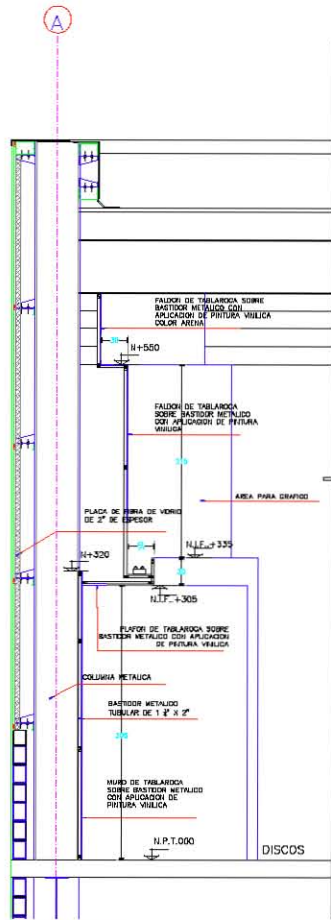 A
FALDON DE TABLAROCA SOBRE
BASTIDOR METALICO CON
APLICACION DE PINTURA VINILICA
COLOR ARENA
N+550
FALDON DE TABLAROCA
SOBRE BASTIDOR METALICO
CON APLICACION DE PINTURA
VINILICA
AREA PARA GRAFICO
PLACA DE FIBRA DE VIDRIO
DE 2" DE ESPESOR
N.I.F.+335
N+320
N.I.F.+305
PLAFON DE TABLAROCA SOBRE
BASTIDOR METALICO CON APLICACION
DE PINTURA VINILICA
COLUMNA METALICA
BASTIDOR METALICO
TUBULAR DE 1 ½" X 2"
MURO DE TABLAROCA
SOBRE BASTIDOR METALICO
CON APLICACION DE
PINTURA VINILICA
N.P.T.000
DISCOS